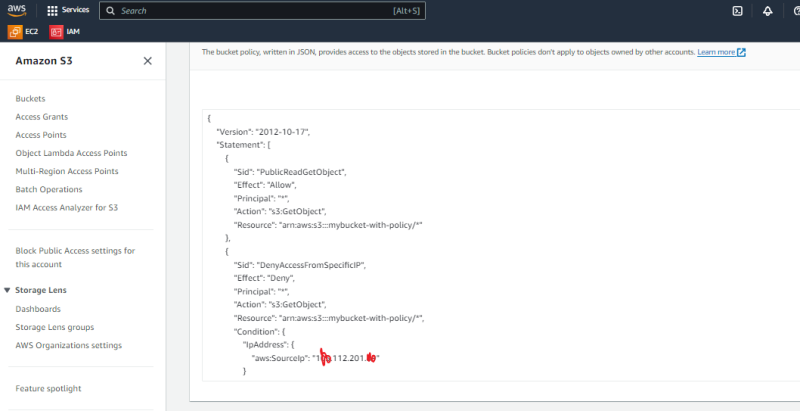 aws
Services
Search
[Alt+S]
EC2
IAM
Amazon S3
Buckets
Access Grants
Access Points
Object Lambda Access Points
Multi-Region Access Points
Batch Operations
IAM Access Analyzer for S3
Block Public Access settings for
this account
Storage Lens
Dashboards
Storage Lens groups
AWS Organizations settings
Feature spotlight
The bucket policy, written in JSON, provides access to the objects stored in the bucket. Bucket policies don't apply to objects owned by other accounts. Learn more
{
"Version": "2012-10-17",
"Statement": [
{
"Sid": "PublicReadGetObject",
"Effect": "Allow",
"Principal": "*",
"Action": "s3:GetObject",
"Resource": "arn:aws:s3:::mybucket-with-policy/*"
},
{
"Sid": "DenyAccessFromSpecificIP",
"Effect": "Deny",
"Principal": "*",
"Action": "s3:GetObject",
"Resource": "arn:aws:s3:::mybucket-with-policy/*",
"Condition": {
"IpAddress": {
"aws:SourceIp": ".112.201."
}